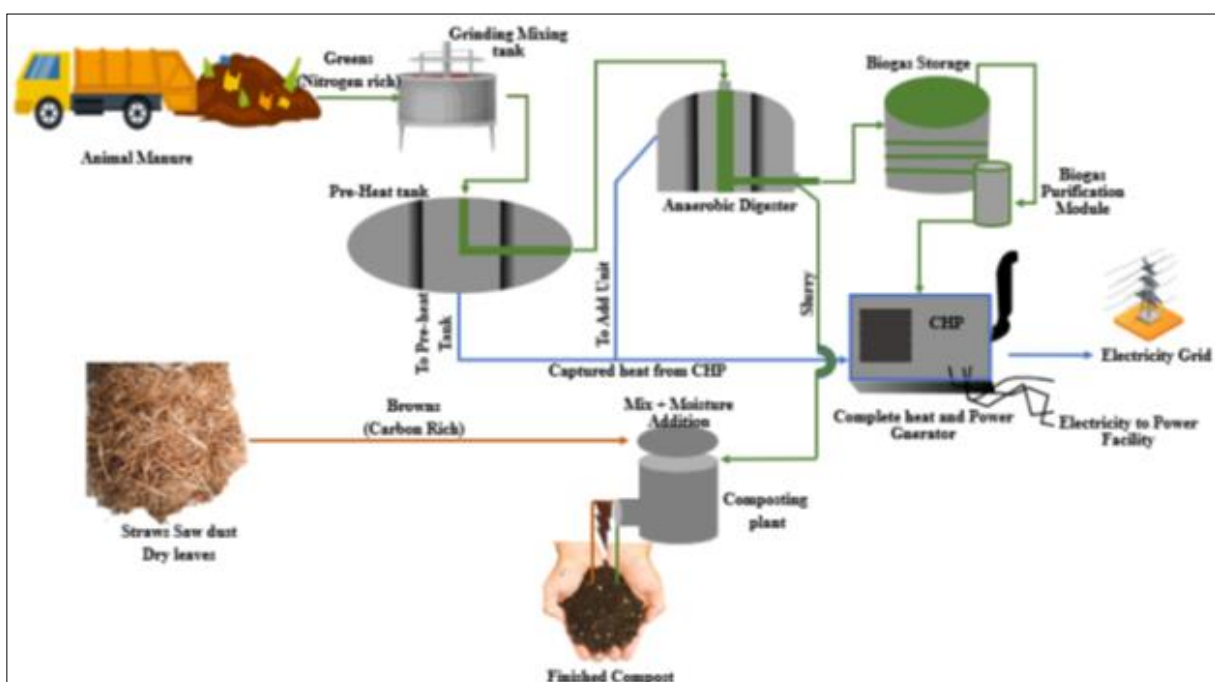 Grinding Mixing
tank
Greens
(Nitrogen rich)
Animal Manure
Biogas Storage
Biogas
Purification
Module
Pre-Heat tank
Anaerobic Digaster
To Pre-heat
Tank
To Add Unit
Slurry
CHP
Electricity Grid
Captured heat from CHP
Complete heat and Power
Gnerator
Electricity to Power
Facility
Browns
(Carbon Rich)
Mix + Moisture
Addition
Composting
plant
Straws Saw dust
Dry leaves
Finished Compost